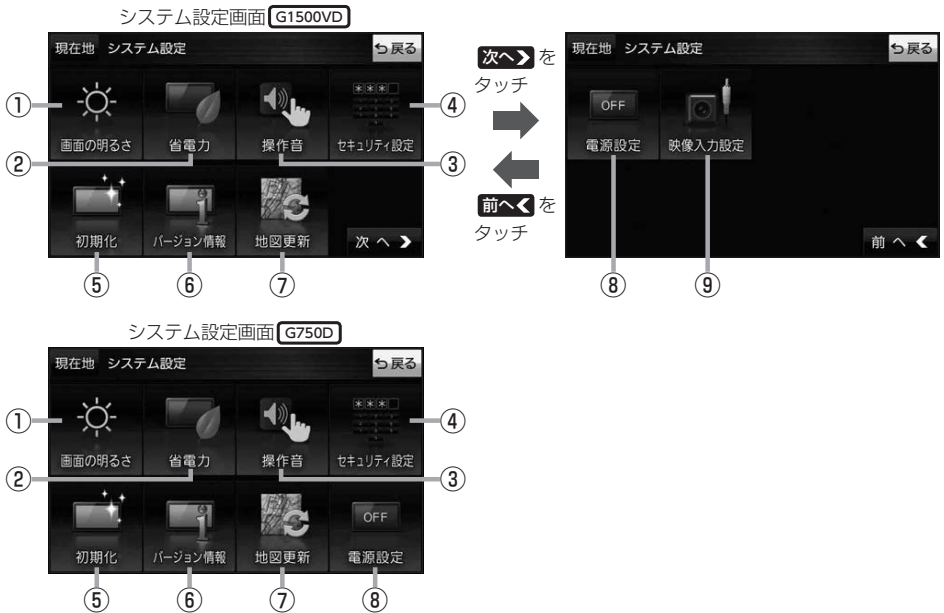 システム設定画面 G1500VD
現在地 システム設定 戻る
① 画面の明るさ
② 省電力
③ 操作音
④ セキュリティ設定
⑤ 初期化
⑥ バージョン情報
⑦ 地図更新
次へ
次へ を
タッチ
前へ を
タッチ
現在地 システム設定 戻る
OFF
⑧ 電源設定
⑨ 映像入力設定
前へ
システム設定画面 G750D
現在地 システム設定 戻る
① 画面の明るさ
② 省電力
③ 操作音
④ セキュリティ設定
⑤ 初期化
⑥ バージョン情報
⑦ 地図更新
OFF
⑧ 電源設定